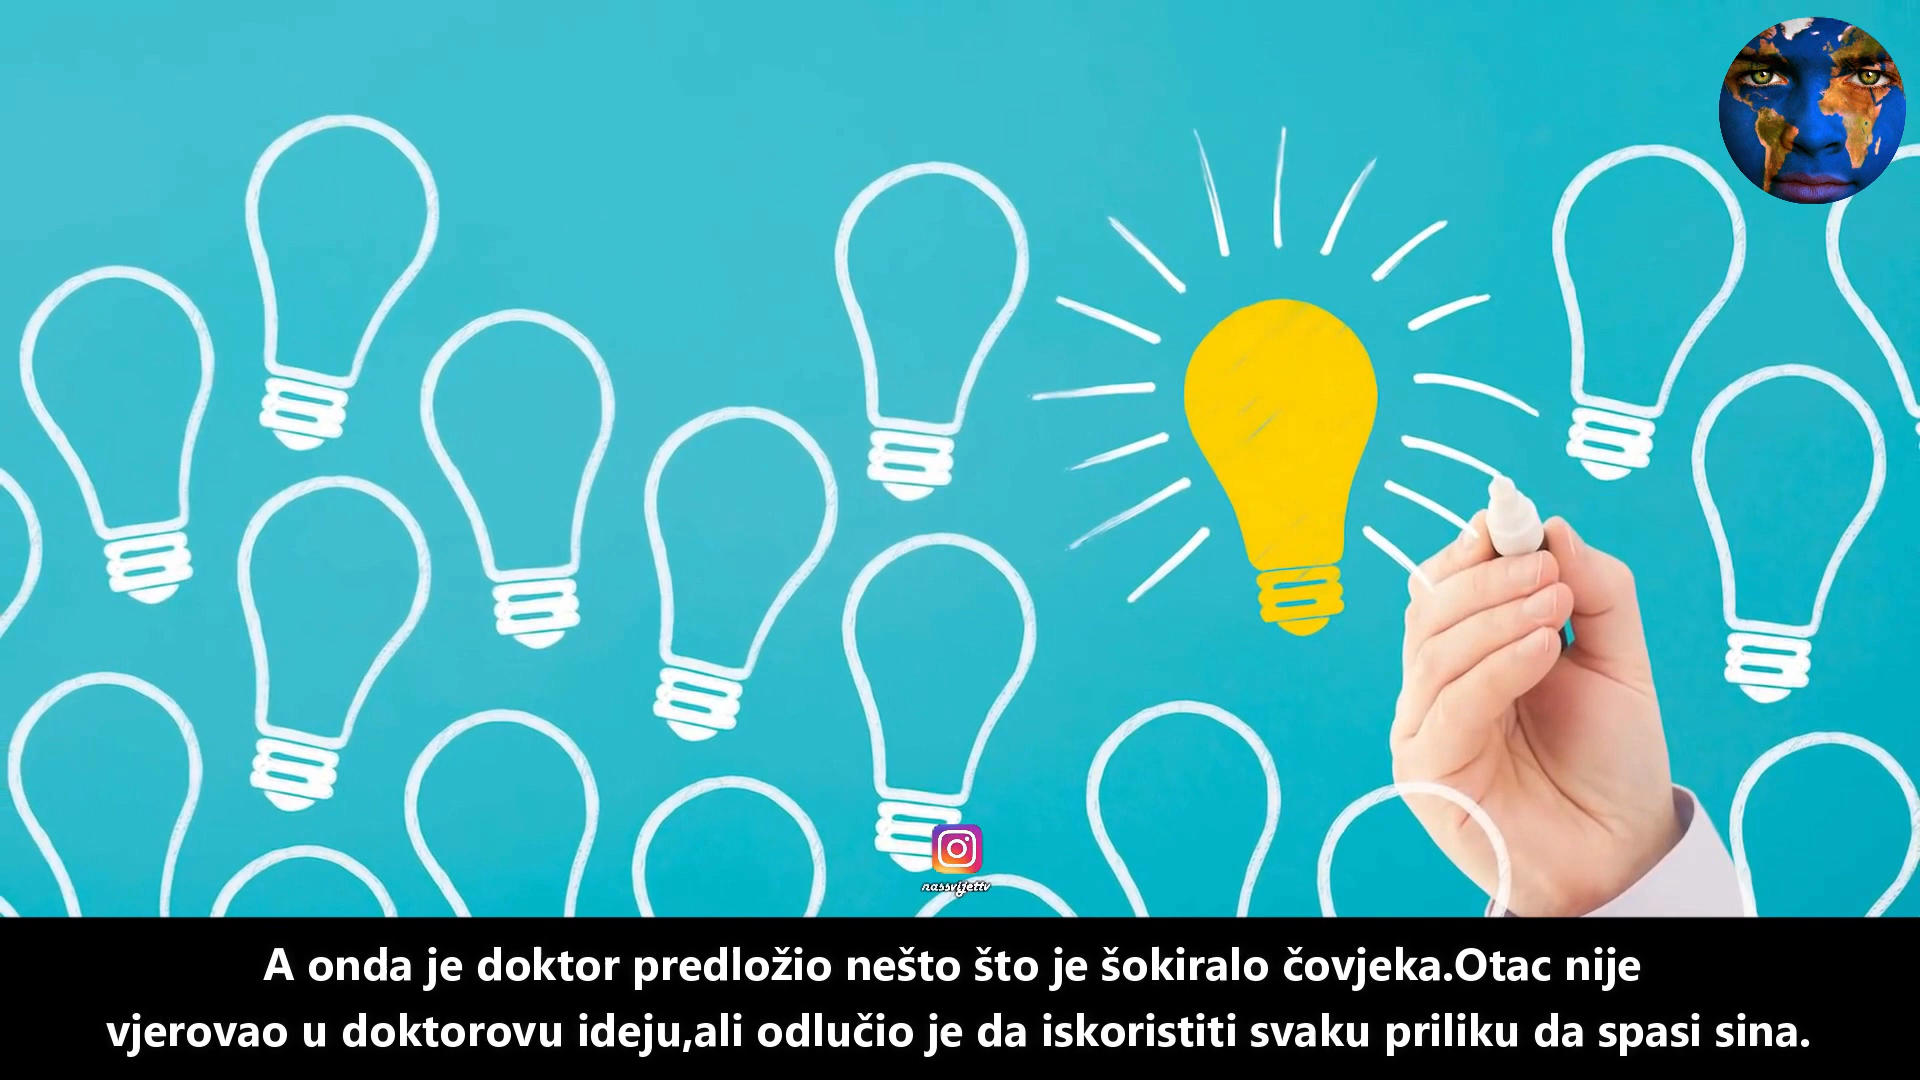 nassvijettv
A onda je doktor predložio nešto što je šokiralo čovjeka.Otac nije
vjerovao u doktorovu ideju,ali odlučio je da iskoristiti svaku priliku da spasi sina.